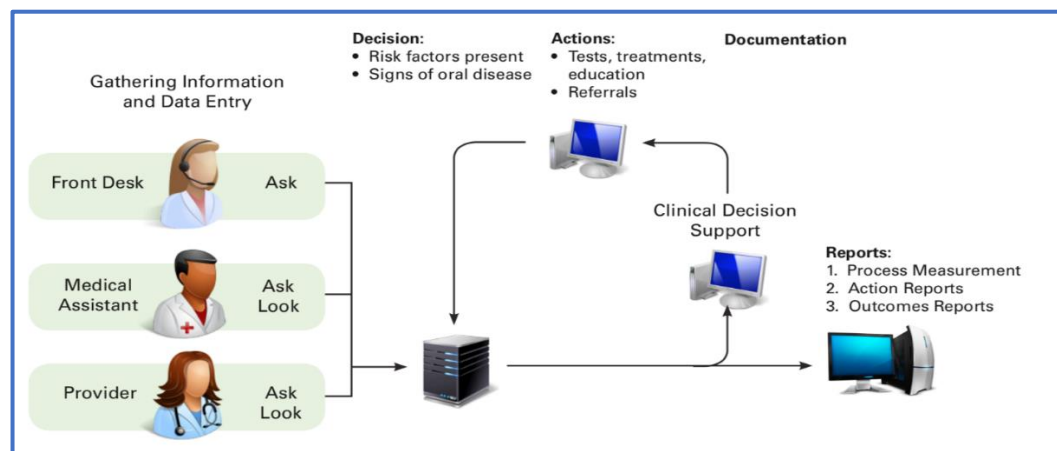 Gathering Information
and Data Entry
Front Desk
Ask
Medical
Assistant
Ask
Look
Provider
Ask
Look
Decision:
• Risk factors present
• Signs of oral disease
Actions:
• Tests, treatments,
education
• Referrals
Documentation
Clinical Decision
Support
Reports:
1. Process Measurement
2. Action Reports
3. Outcomes Reports